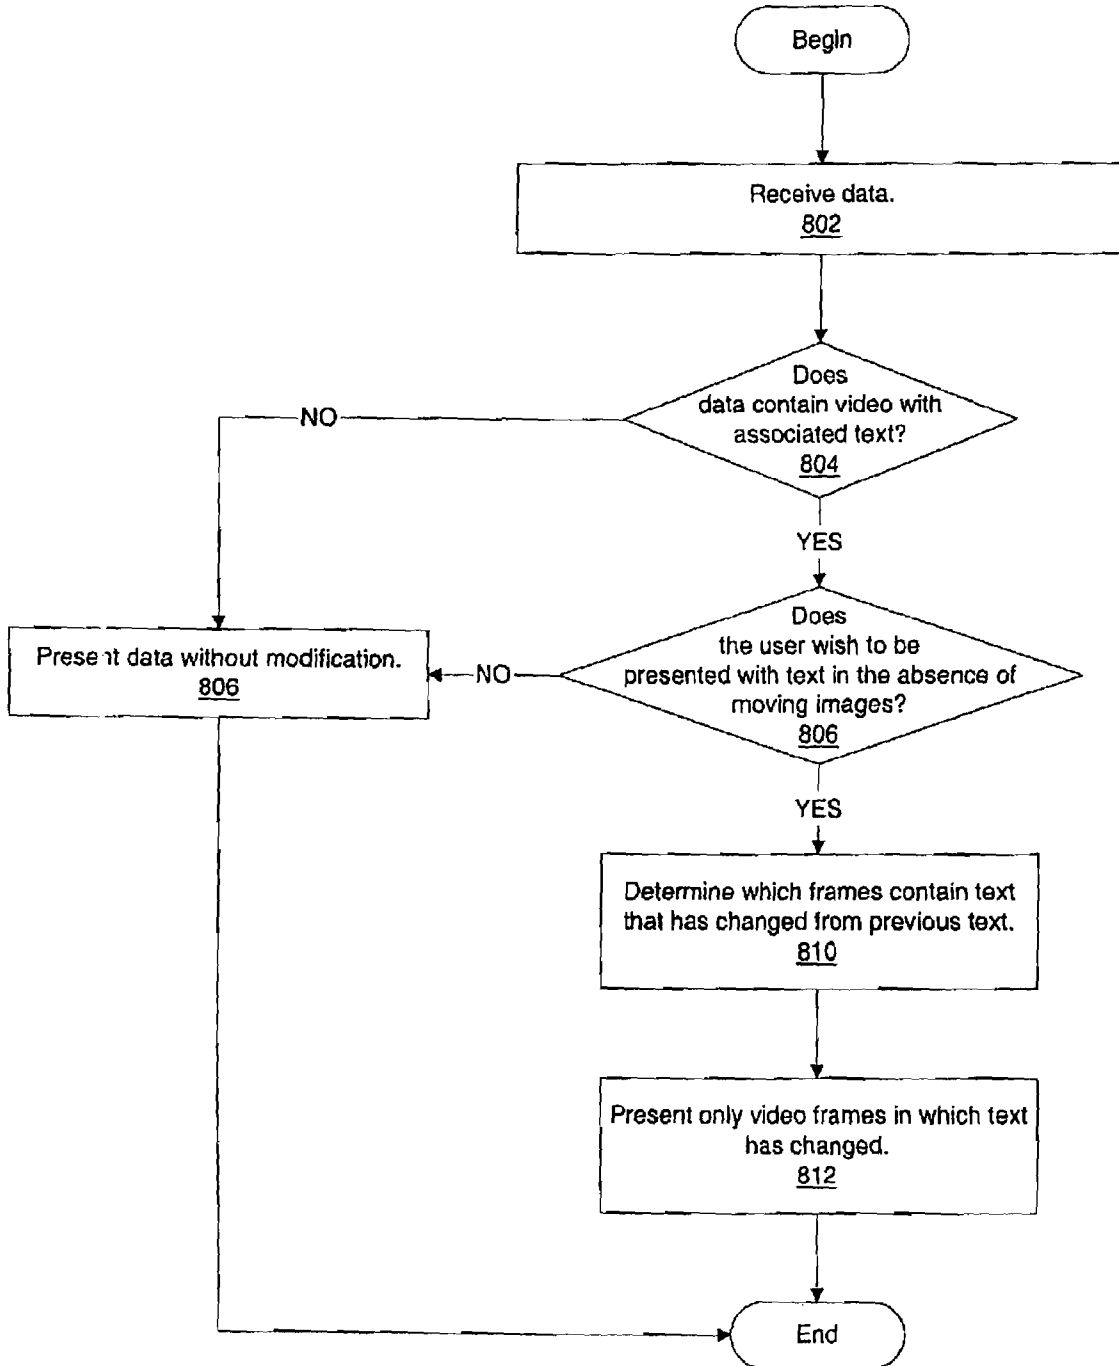 Begin
Receive data.
802
Does
data contain video with
associated text?
804
NO
YES
Does
the user wish to be
presented with text in the absence of
moving images?
806
NO
Present data without modification.
806
YES
Determine which frames contain text
that has changed from previous text.
810
Present only video frames in which text
has changed.
812
End